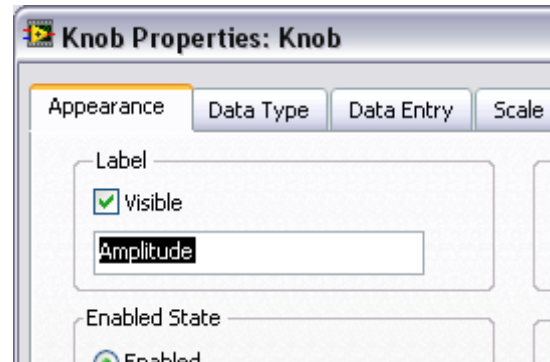 Knob Properties: Knob
Appearance Data Type Data Entry Scale
Label
Visible
Amplitude
Enabled State
Enabled